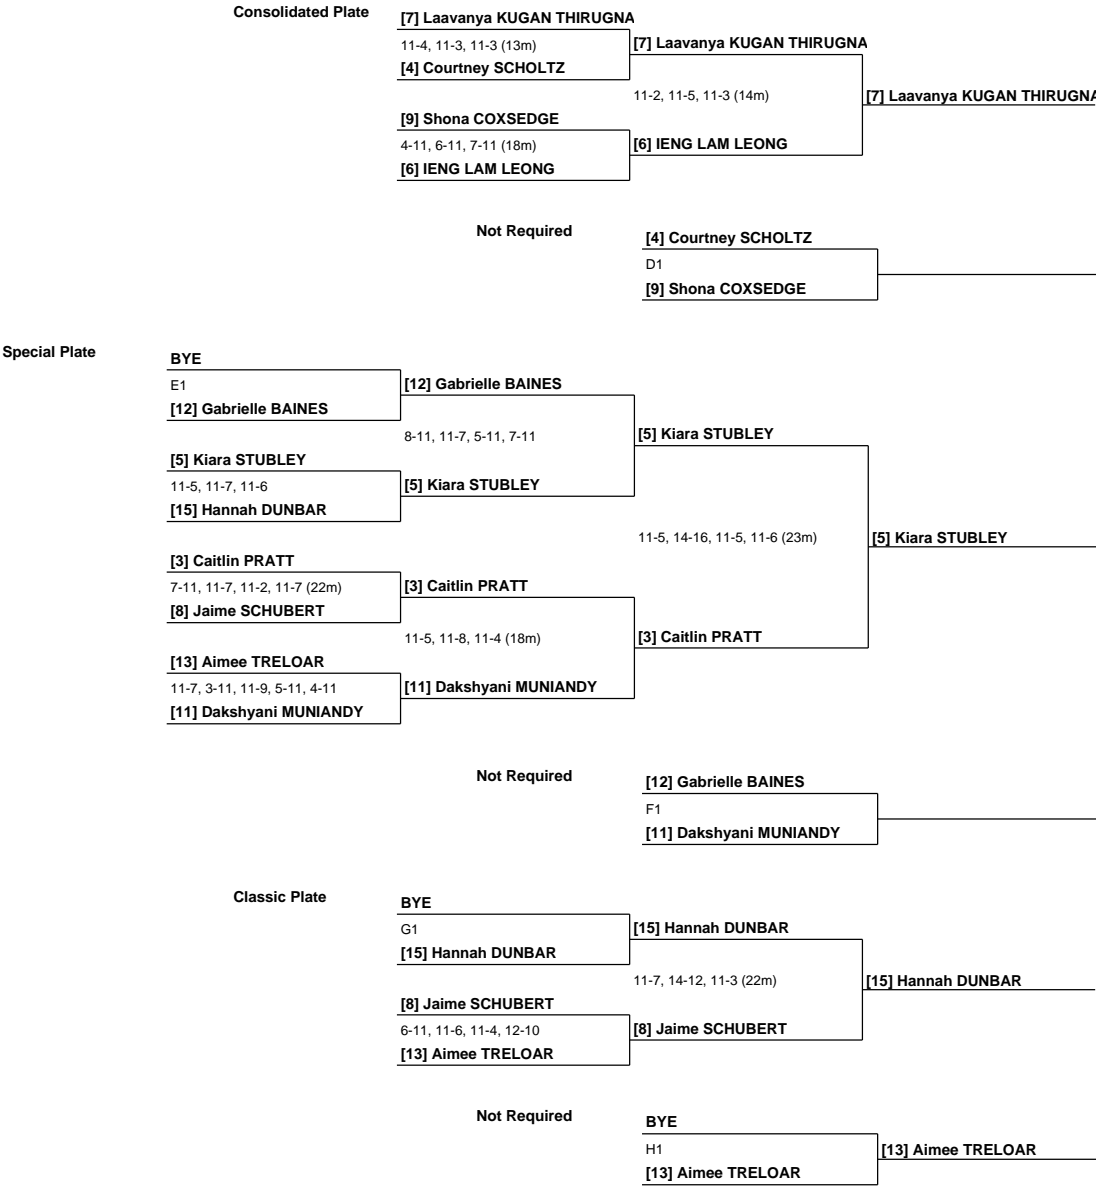 Consolidated Plate
[7] Laavanya KUGAN THIRUGNA
11-4, 11-3, 11-3 (13m)
[7] Laavanya KUGAN THIRUGNA
[4] Courtney SCHOLTZ
11-2, 11-5, 11-3 (14m)
[7] Laavanya KUGAN THIRUGNA
[9] Shona COXSEDGE
4-11, 6-11, 7-11 (18m)
[6] IENG LAM LEONG
[6] IENG LAM LEONG
Not Required
[4] Courtney SCHOLTZ
D1
[9] Shona COXSEDGE
Special Plate
BYE
E1
[12] Gabrielle BAINES
[12] Gabrielle BAINES
8-11, 11-7, 5-11, 7-11
[5] Kiara STUBLEY
[5] Kiara STUBLEY
11-5, 11-7, 11-6
[5] Kiara STUBLEY
[15] Hannah DUNBAR
11-5, 14-16, 11-5, 11-6 (23m)
[5] Kiara STUBLEY
[3] Caitlin PRATT
7-11, 11-7, 11-2, 11-7 (22m)
[3] Caitlin PRATT
[8] Jaime SCHUBERT
11-5, 11-8, 11-4 (18m)
[3] Caitlin PRATT
[13] Aimee TRELOAR
11-7, 3-11, 11-9, 5-11, 4-11
[11] Dakshyani MUNIANDY
[11] Dakshyani MUNIANDY
Not Required
[12] Gabrielle BAINES
F1
[11] Dakshyani MUNIANDY
Classic Plate
BYE
G1
[15] Hannah DUNBAR
[15] Hannah DUNBAR
11-7, 14-12, 11-3 (22m)
[15] Hannah DUNBAR
[8] Jaime SCHUBERT
6-11, 11-6, 11-4, 12-10
[8] Jaime SCHUBERT
[13] Aimee TRELOAR
Not Required
BYE
H1
[13] Aimee TRELOAR
[13] Aimee TRELOAR